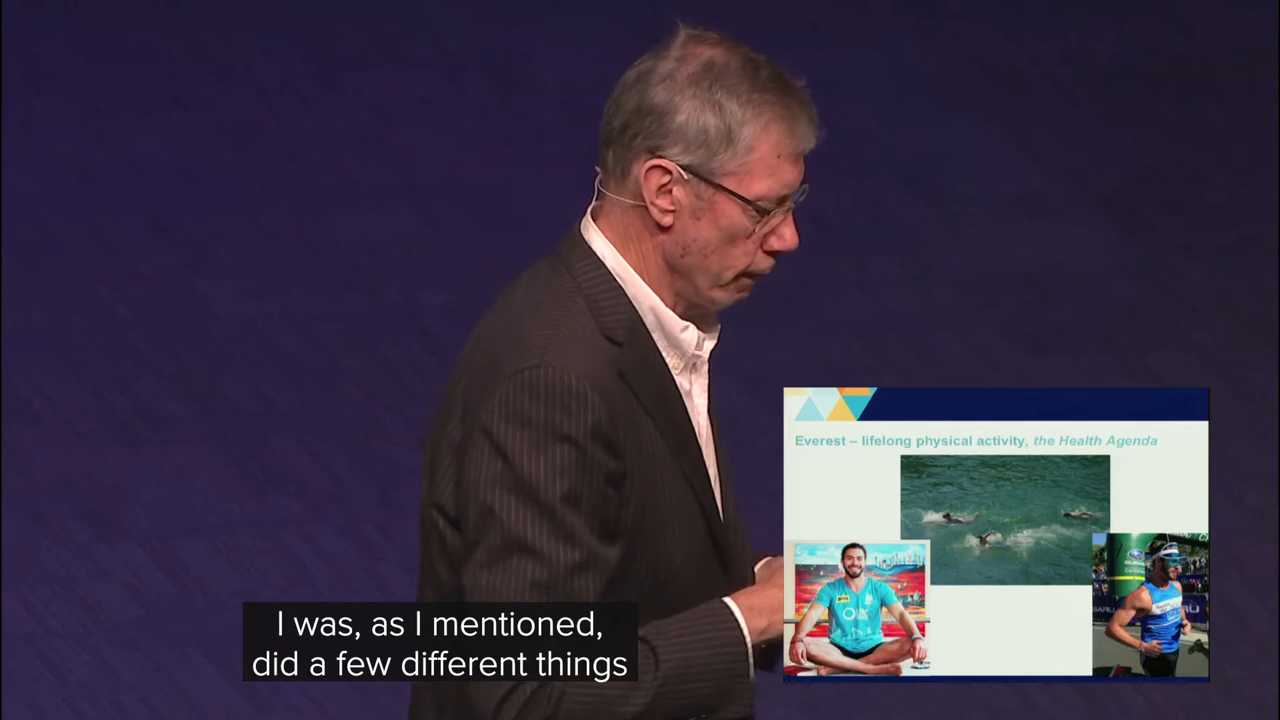 Everest – lifelong physical activity, the Health Agenda
I was, as I mentioned,
did a few different things